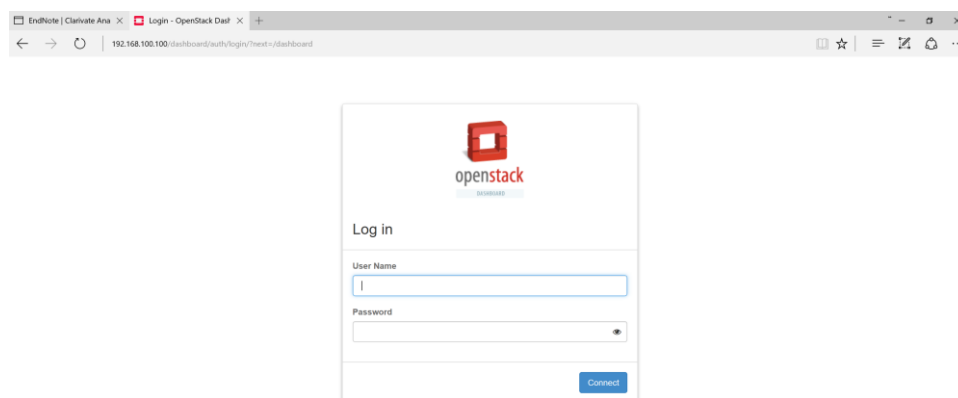 EndNote | Clarivate Ana
Login - OpenStack Dash
192.168.100.100/dashboard/auth/login/?next=/dashboard
openstack
DASHBOARD
Log in
User Name
Password
Connect